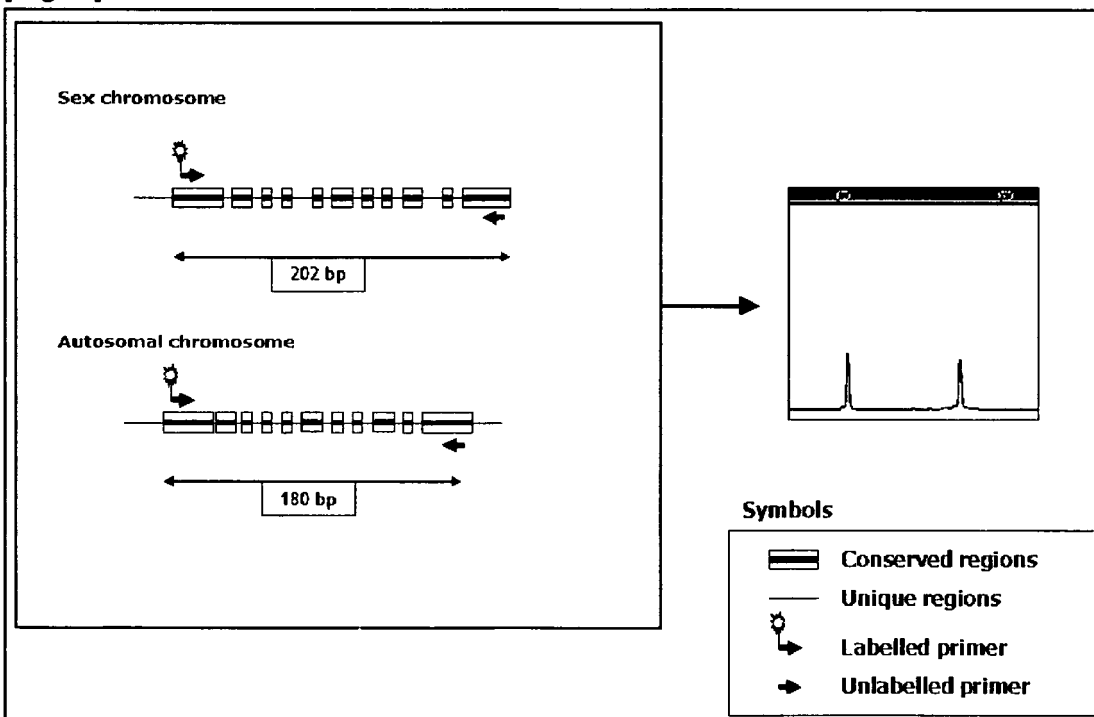 Sex chromosome
202 bp
Autosomal chromosome
180 bp
Symbols
Conserved regions
Unique regions
Labelled primer
Unlabelled primer